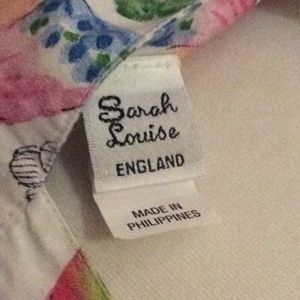 Sarah
Louise
ENGLAND
MADE IN
PHILIPPINES